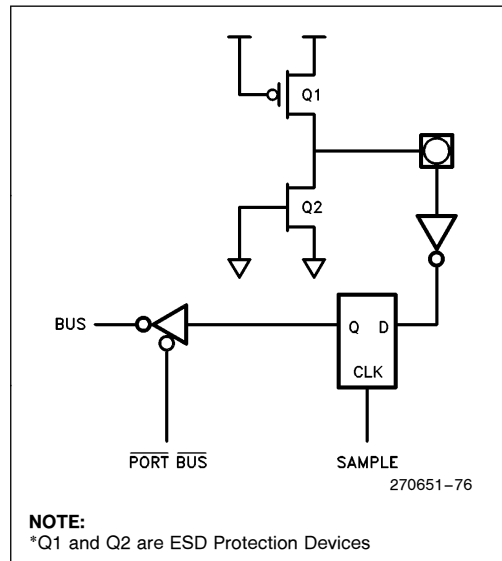 Q1
Q2
BUS
Q D
CLK
PORT BUS
SAMPLE
270651–76
NOTE:
*Q1 and Q2 are ESD Protection Devices